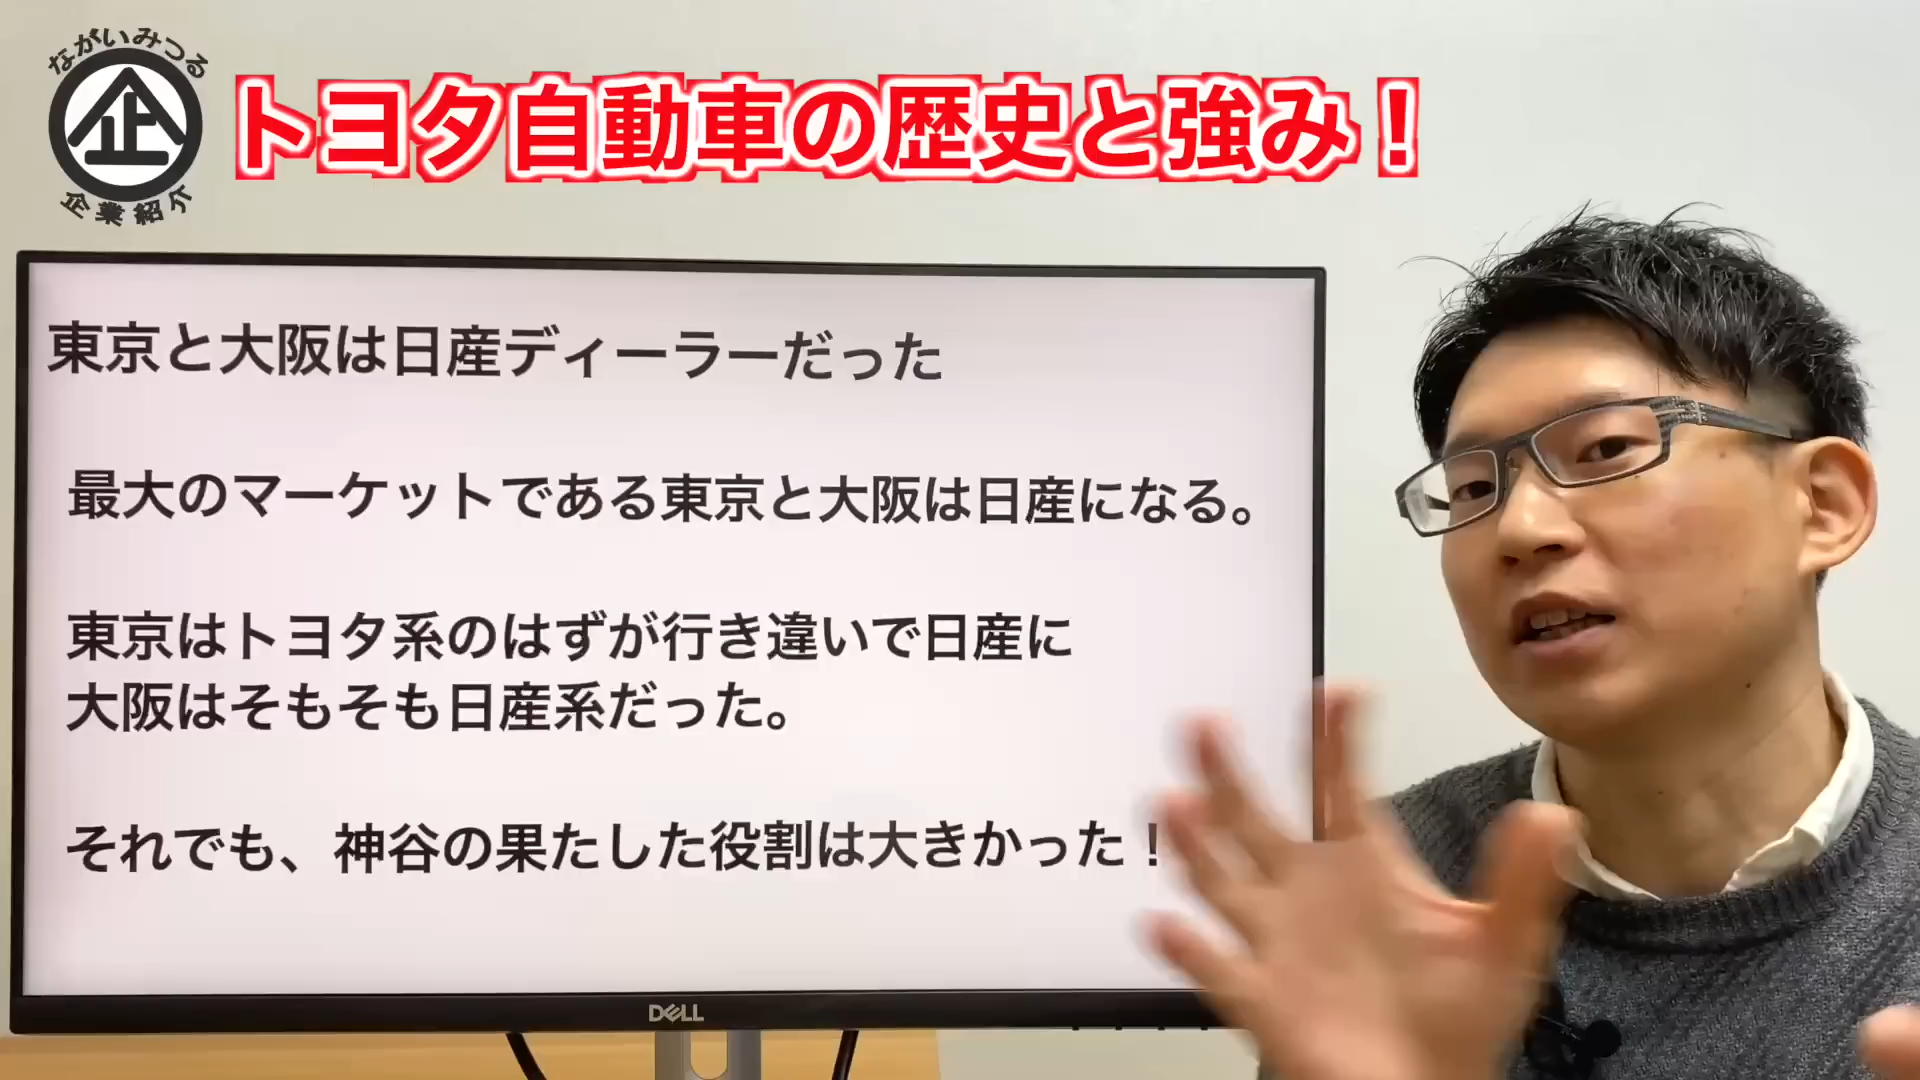 ながいみつる
企
企業紹介
トヨタ自動車の歴史と強み！
東京と大阪は日産ディーラーだった
最大のマーケットである東京と大阪は日産になる。
東京はトヨタ系のはずが行き違いで日産に
大阪はそもそも日産系だった。
それでも、神谷の果たした役割は大きかった！
DELL